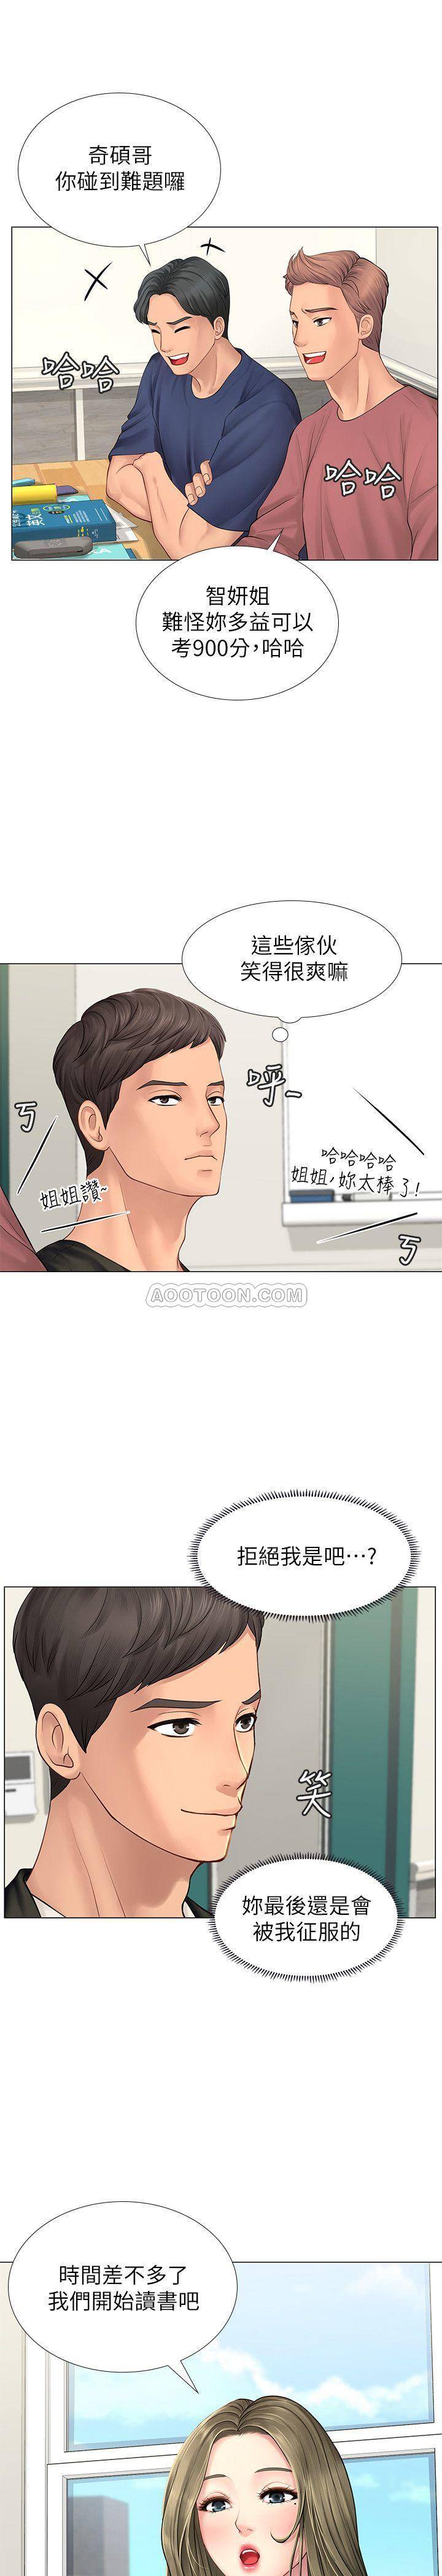 奇碩哥
你碰到難題囉
哈哈
哈哈
智妍姐
難怪妳多益可以
考900分,哈哈
這些傢伙
笑得很爽嘛
呼~
ㄎ
姐姐讚~
哈哈哈哈
姐姐,妳太棒了!
ㄎ
AOOTOON.COM
拒絕我是吧…?
笑
妳最後還是會
被我征服的
時間差不多了
我們開始讀書吧